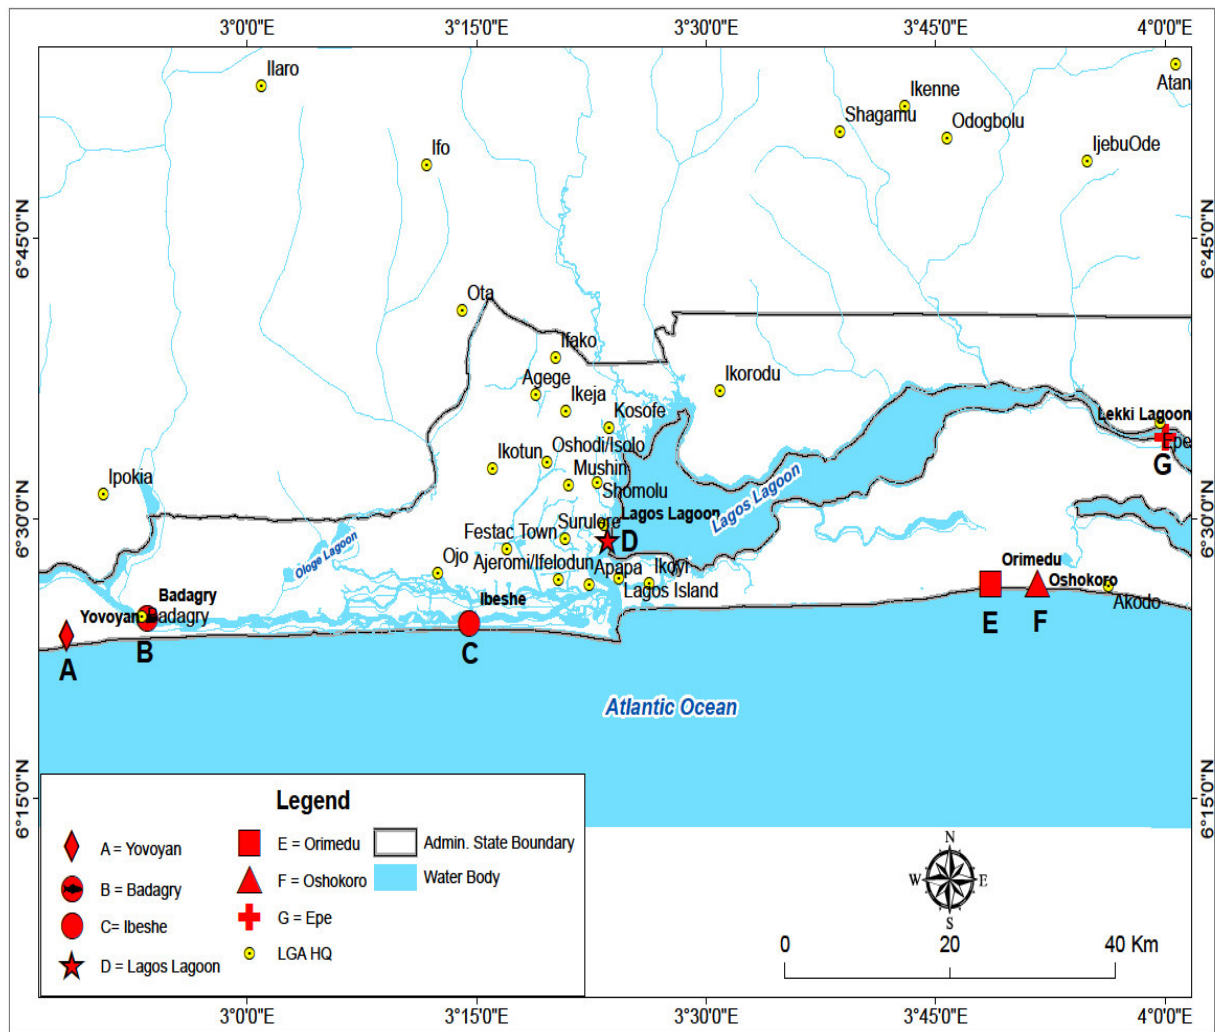 3°0'0"E 3°15'0"E 3°30'0"E 3°45'0"E 4°0'0"E
Ilaro
Atan
Ikenne
Shagamu
Odogbolu
Ifo
IjebuOde
6°45'0"N 6°45'0"N
Ota
Ifako
Agege
Ikorodu
Ikeja
Kosofe
Lekki Lagoon
Epe
G
Ikotun
Oshodi/Isolo
Mushin
Shomolu
Ipokia
Lagos Lagoon
6°30'0"N 6°30'0"N
Surulere
Lagos Lagoon
Festac Town
D
Ologe Lagoon
Ojo
Ajeromi/Ifelodun
Apapa
Ikoyi
Lagos Island
Orimedu
Oshokoro
Akodo
Badagry
Ibeshe
Yovoyan
Badagry
A
B
C
E
F
Atlantic Ocean
6°15'0"N 6°15'0"N
Legend
A = Yovoyan
B = Badagry
C= Ibeshe
D = Lagos Lagoon
E = Orimedu
F = Oshokoro
G = Epe
LGA HQ
Admin. State Boundary
Water Body
N
W E
S
0 20 40 Km
3°0'0"E 3°15'0"E 3°30'0"E 3°45'0"E 4°0'0"E